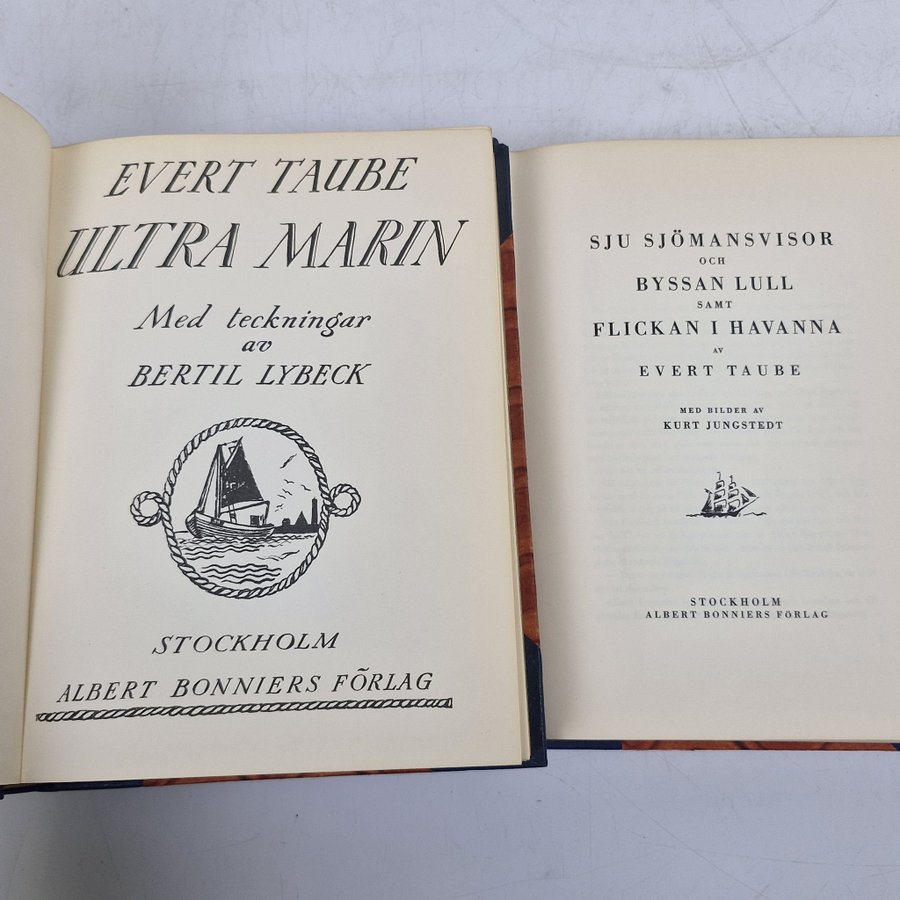 EVERT TAUBE
ULTRA MARIN
Med teckningar
av
BERTIL LYBECK
STOCKHOLM
ALBERT BONNIERS FÖRLAG
SJU SJÖMANSVISOR
OCH
BYSSAN LULL
SAMT
FLICKAN I HAVANNA
AV
EVERT TAUBE
MED BILDER AV
KURT JUNGSTEDT
STOCKHOLM
ALBERT BONNIERS FÖRLAG